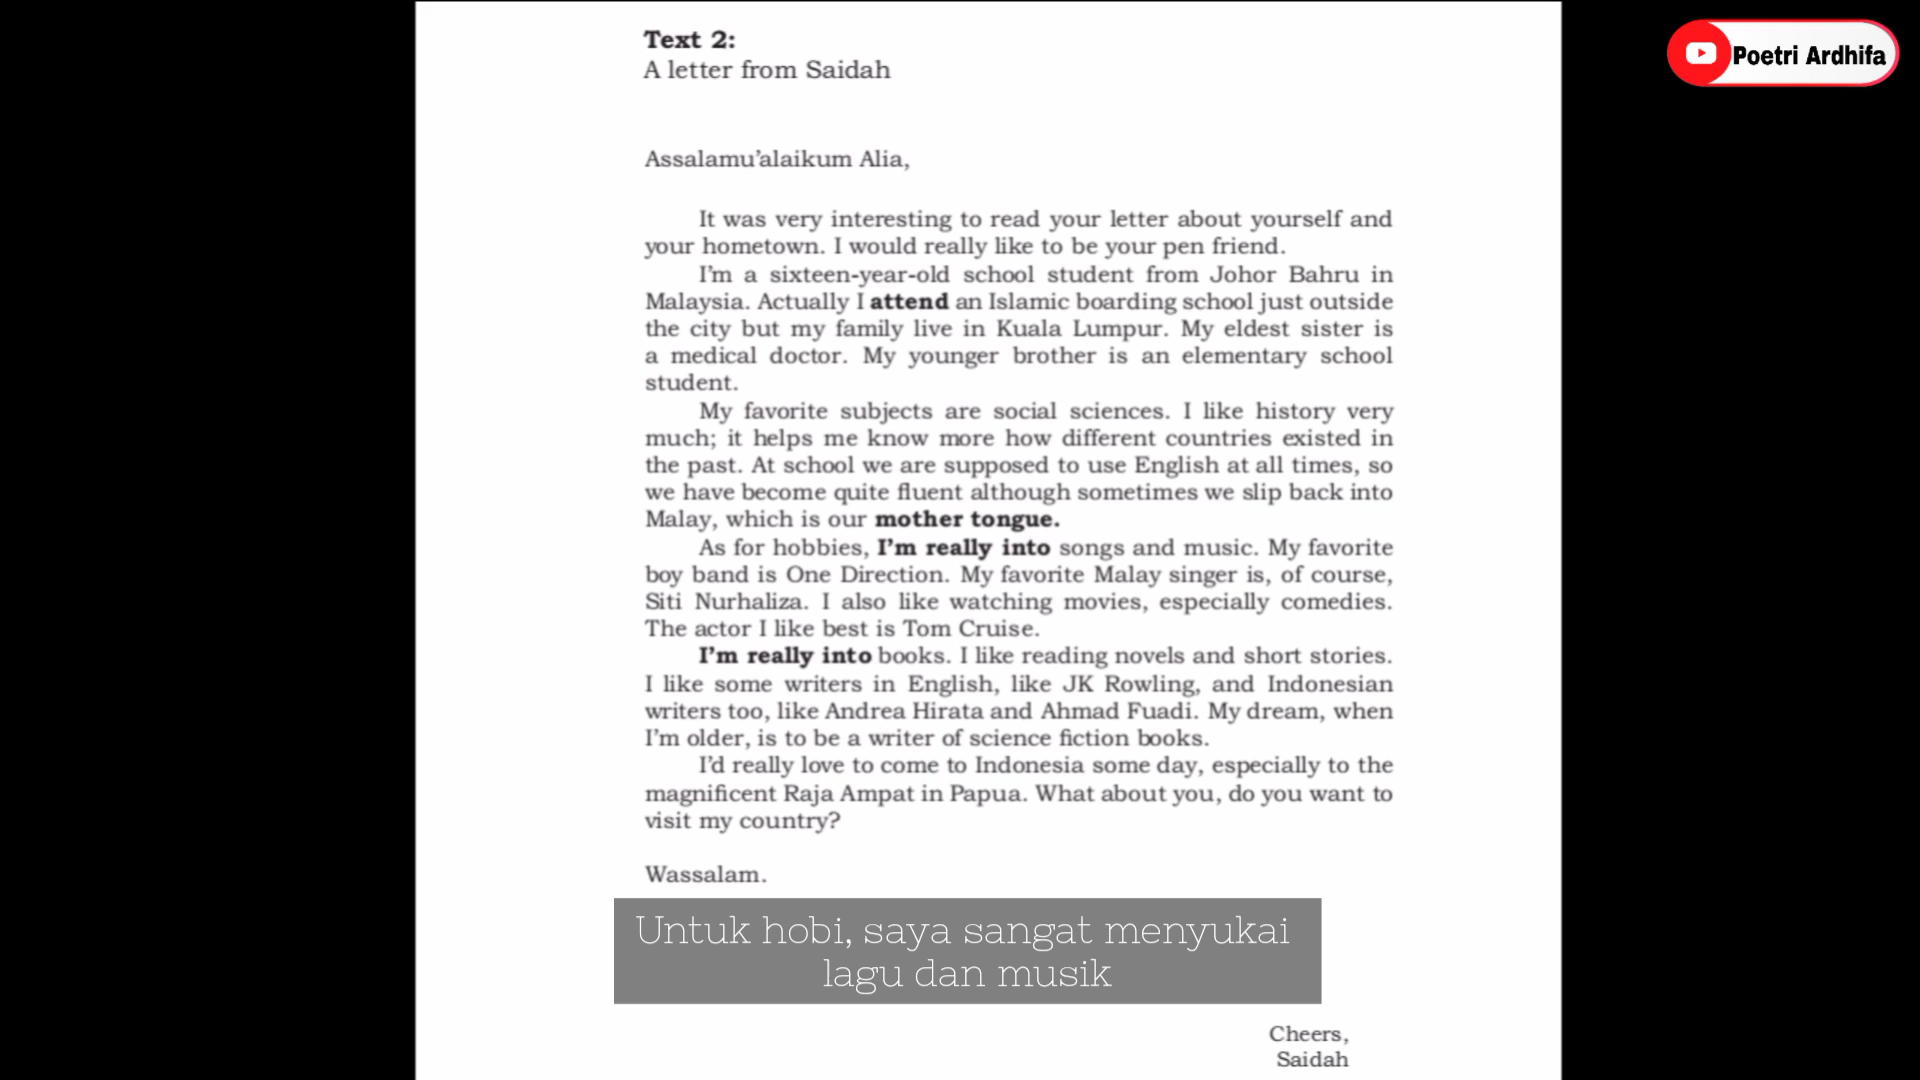 Text 2:
A letter from Saidah
Poetri Ardhifa
Assalamu’alaikum Alia,
It was very interesting to read your letter about yourself and
your hometown. I would really like to be your pen friend.
I’m a sixteen-year-old school student from Johor Bahru in
Malaysia. Actually I attend an Islamic boarding school just outside
the city but my family live in Kuala Lumpur. My eldest sister is
a medical doctor. My younger brother is an elementary school
student.
My favorite subjects are social sciences. I like history very
much; it helps me know more how different countries existed in
the past. At school we are supposed to use English at all times, so
we have become quite fluent although sometimes we slip back into
Malay, which is our mother tongue.
As for hobbies, I’m really into songs and music. My favorite
boy band is One Direction. My favorite Malay singer is, of course,
Siti Nurhaliza. I also like watching movies, especially comedies.
The actor I like best is Tom Cruise.
I’m really into books. I like reading novels and short stories.
I like some writers in English, like JK Rowling, and Indonesian
writers too, like Andrea Hirata and Ahmad Fuadi. My dream, when
I’m older, is to be a writer of science fiction books.
I’d really love to come to Indonesia some day, especially to the
magnificent Raja Ampat in Papua. What about you, do you want to
visit my country?
Wassalam.
Untuk hobi, saya sangat menyukai
lagu dan musik
Cheers,
Saidah